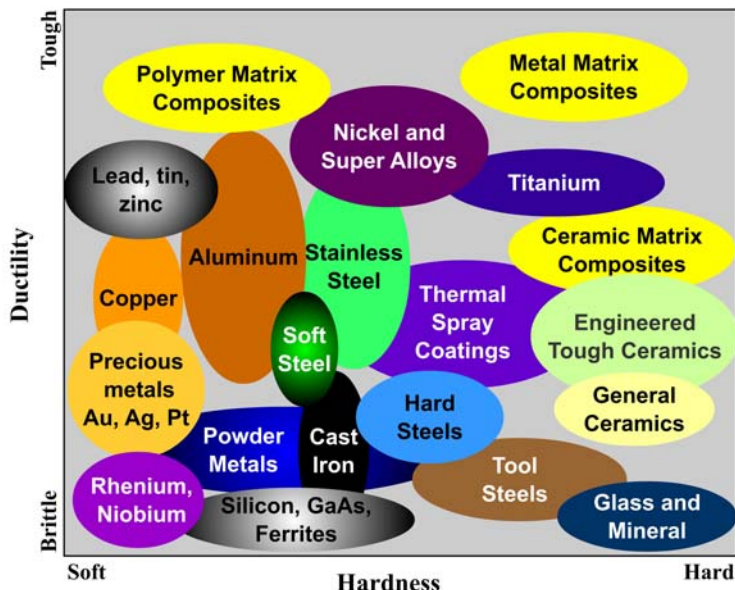 Tough
Polymer Matrix
Composites
Metal Matrix
Composites
Nickel and
Super Alloys
Lead, tin,
zinc
Titanium
Ductility
Aluminum
Stainless
Steel
Ceramic Matrix
Composites
Copper
Thermal
Spray
Coatings
Soft
Steel
Engineered
Tough Ceramics
Precious
metals
Au, Ag, Pt
Hard
Steels
General
Ceramics
Powder
Metals
Cast
Iron
Tool
Steels
Rhenium,
Niobium
Silicon, GaAs,
Ferrites
Glass and
Mineral
Brittle
Soft
Hardness
Hard